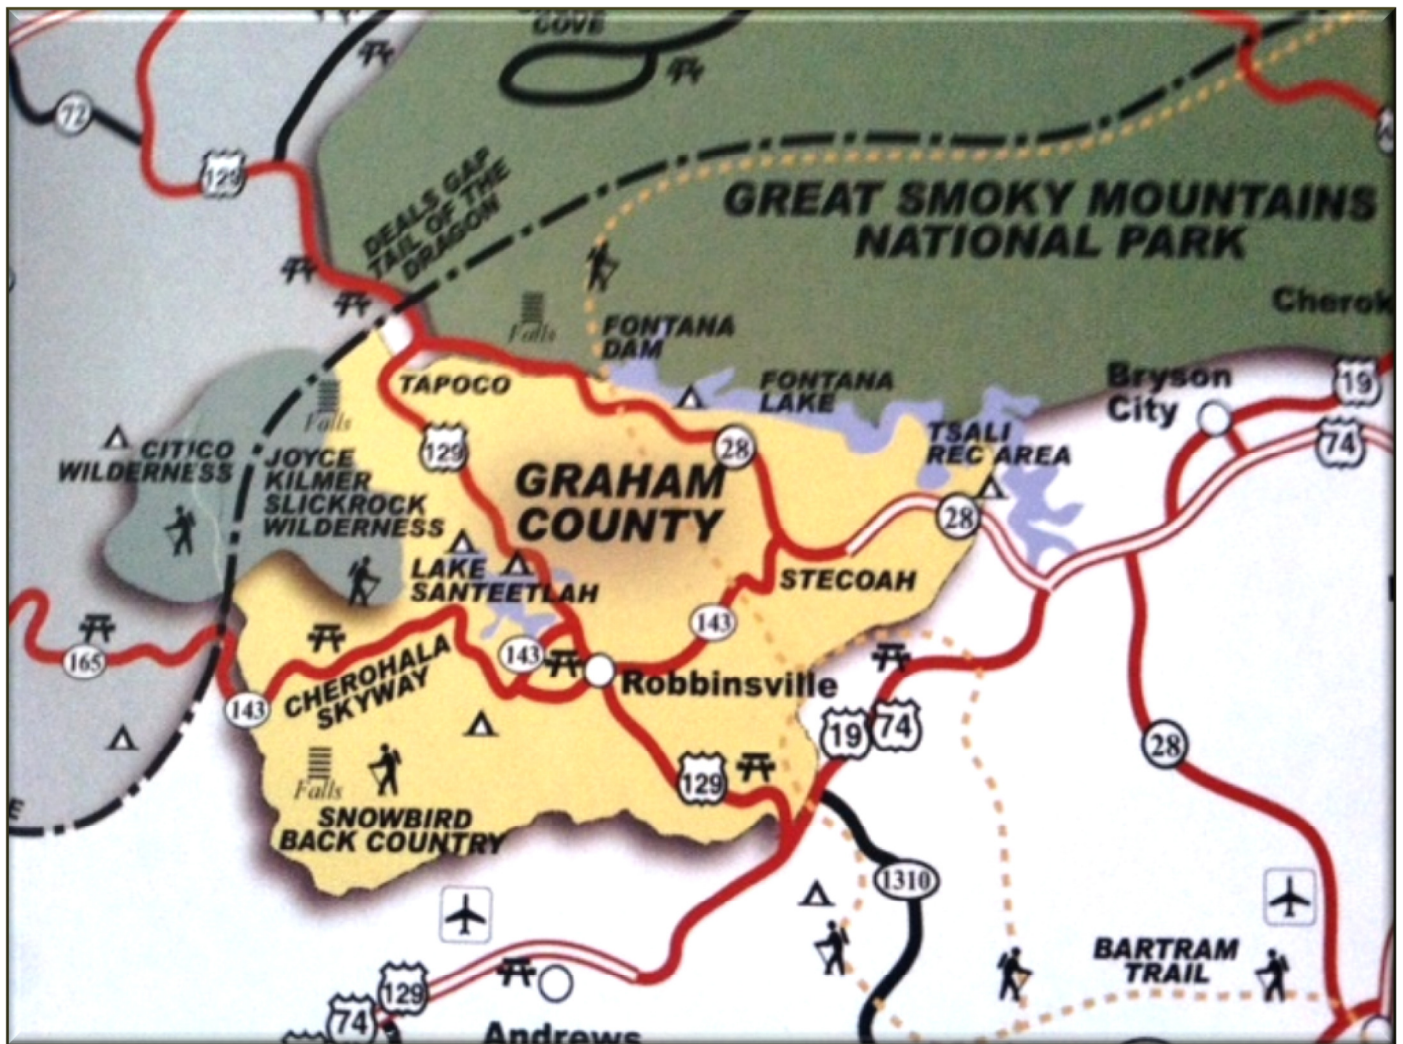 COVE
72
129
DEALS GAP
TAIL OF THE
DRAGON
GREAT SMOKY MOUNTAINS
NATIONAL PARK
Cherok
Falls
FONTANA
DAM
TAPOCO
FONTANA
LAKE
Bryson
City
19
74
Falls
129
28
TSALI
REC AREA
CITICO
WILDERNESS
JOYCE
KILMER
SLICKROCK
WILDERNESS
GRAHAM
COUNTY
28
LAKE
SANTEETLAH
STECOAH
143
165
143
CHEROHALA
SKYWAY
Robbinsville
143
19
74
28
129
Falls
SNOWBIRD
BACK COUNTRY
E
1310
BARTRAM
TRAIL
129
74
Andrews